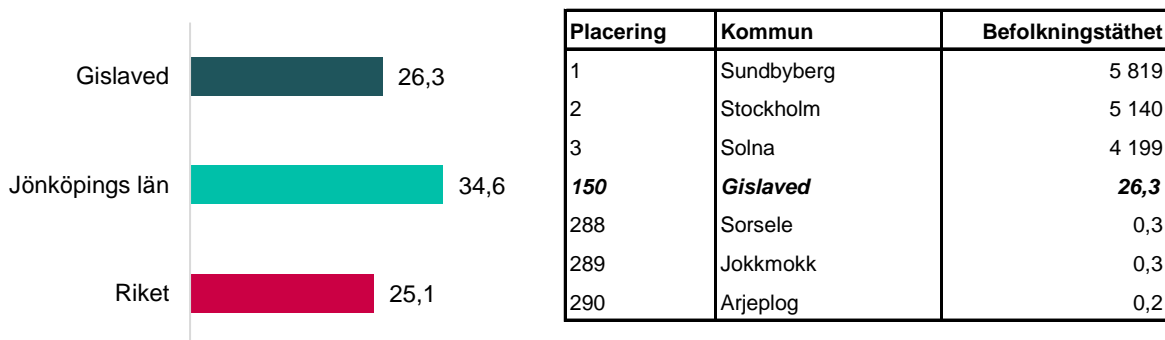 Gislaved 26,3
Jönköpings län 34,6
Riket 25,1
Placering Kommun Befolkningstäthet
1 Sundbyberg 5 819
2 Stockholm 5 140
3 Solna 4 199
150 Gislaved 26,3
288 Sorsele 0,3
289 Jokkmokk 0,3
290 Arjeplog 0,2